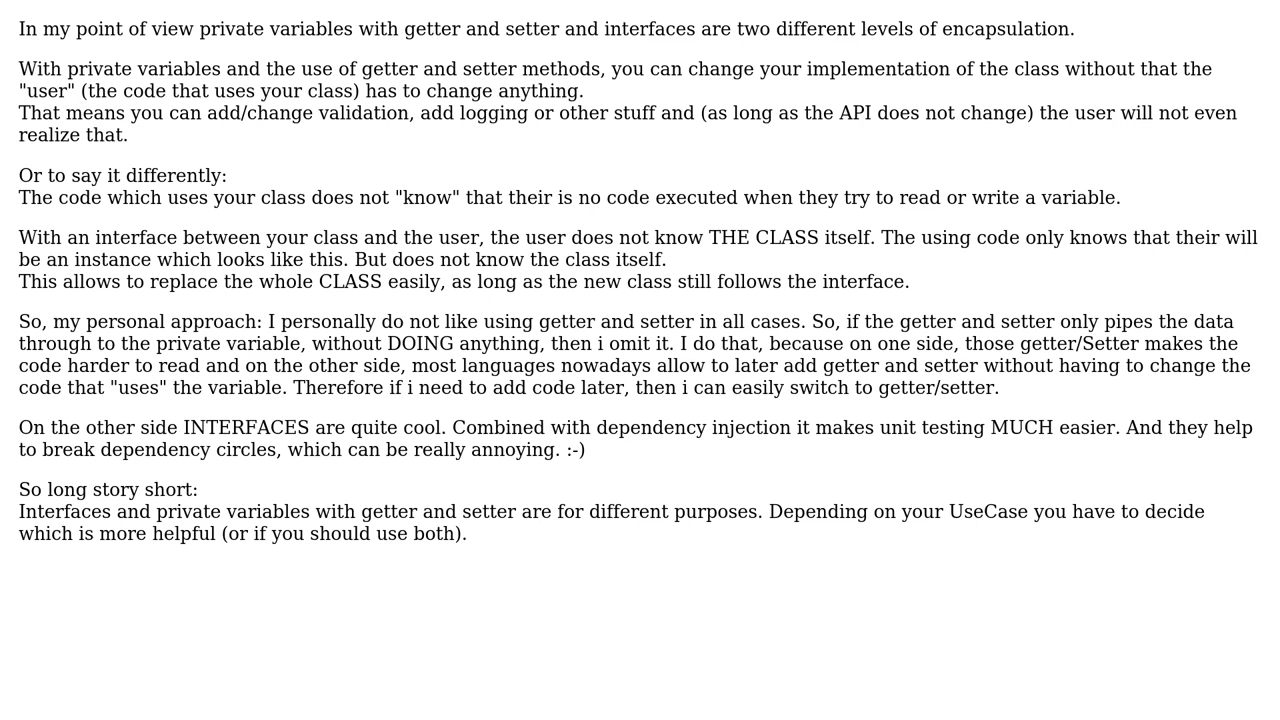 In my point of view private variables with getter and setter and interfaces are two different levels of encapsulation.
With private variables and the use of getter and setter methods, you can change your implementation of the class without that the
"user" (the code that uses your class) has to change anything.
That means you can add/change validation, add logging or other stuff and (as long as the API does not change) the user will not even
realize that.
Or to say it differently:
The code which uses your class does not "know" that their is no code executed when they try to read or write a variable.
With an interface between your class and the user, the user does not know THE CLASS itself. The using code only knows that their will
be an instance which looks like this. But does not know the class itself.
This allows to replace the whole CLASS easily, as long as the new class still follows the interface.
So, my personal approach: I personally do not like using getter and setter in all cases. So, if the getter and setter only pipes the data
through to the private variable, without DOING anything, then i omit it. I do that, because on one side, those getter/Setter makes the
code harder to read and on the other side, most languages nowadays allow to later add getter and setter without having to change the
code that "uses" the variable. Therefore if i need to add code later, then i can easily switch to getter/setter.
On the other side INTERFACES are quite cool. Combined with dependency injection it makes unit testing MUCH easier. And they help
to break dependency circles, which can be really annoying. :-)
So long story short:
Interfaces and private variables with getter and setter are for different purposes. Depending on your UseCase you have to decide
which is more helpful (or if you should use both).